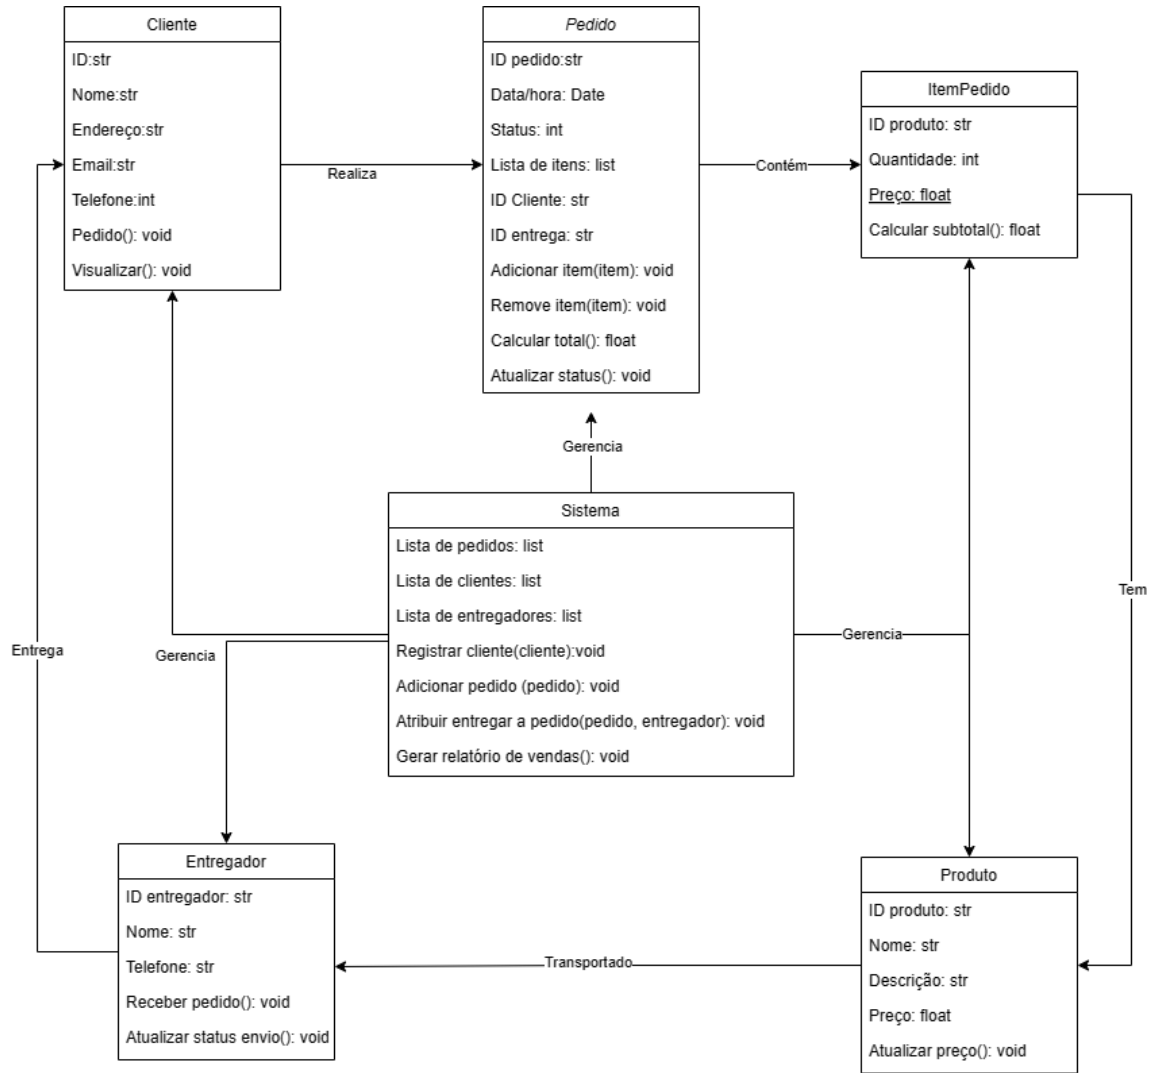 Cliente
ID:str
Nome:str
Endereço:str
Email:str
Telefone:int
Pedido(): void
Visualizar(): void
Realiza
Pedido
ID pedido:str
Data/hora: Date
Status: int
Lista de itens: list
ID Cliente: str
ID entrega: str
Adicionar item(item): void
Remove item(item): void
Calcular total(): float
Atualizar status(): void
Contém
ItemPedido
ID produto: str
Quantidade: int
Preço: float
Calcular subtotal(): float
Gerencia
Sistema
Lista de pedidos: list
Lista de clientes: list
Lista de entregadores: list
Registrar cliente(cliente):void
Adicionar pedido (pedido): void
Atribuir entregar a pedido(pedido, entregador): void
Gerar relatório de vendas(): void
Gerencia
Tem
Entrega
Gerencia
Entregador
ID entregador: str
Nome: str
Telefone: str
Receber pedido(): void
Atualizar status envio(): void
Transportado
Produto
ID produto: str
Nome: str
Descrição: str
Preço: float
Atualizar preço(): void